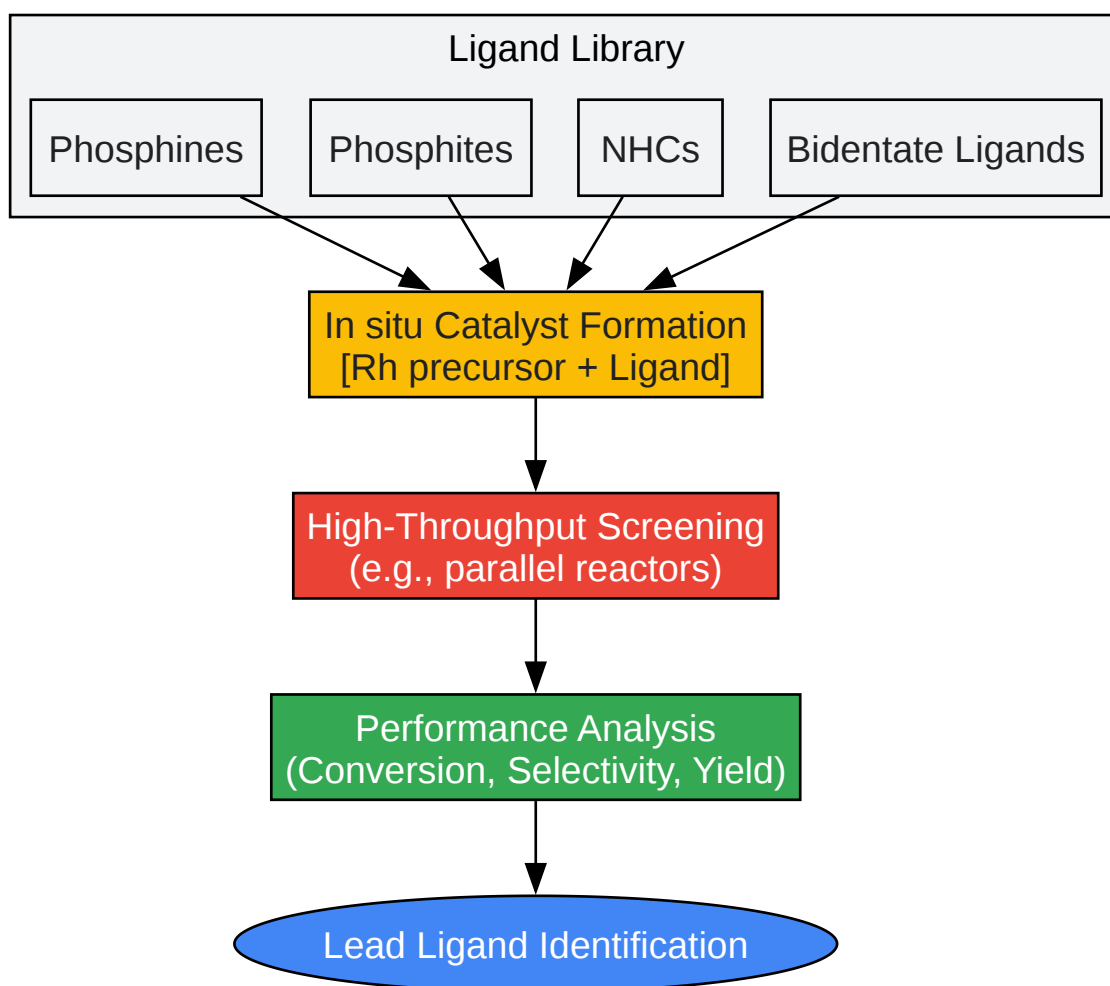 Ligand Library
Phosphines
Phosphites
NHCs
Bidentate Ligands
In situ Catalyst Formation
[Rh precursor + Ligand]
High-Throughput Screening
(e.g., parallel reactors)
Performance Analysis
(Conversion, Selectivity, Yield)
Lead Ligand Identification